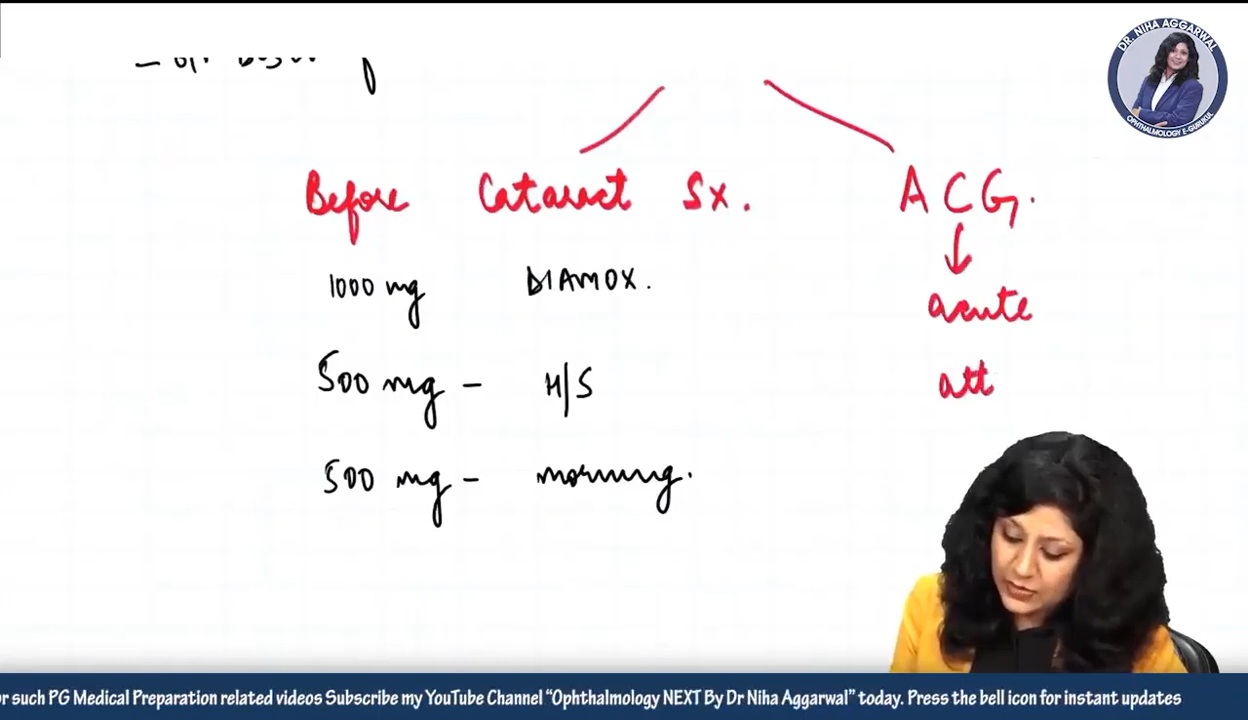 DR. NIHA AGGARWAL
OPHTHALMOLOGY E-GURUKUL
Before Cataract Sx.
ACG.
1000 mg DIAMOX.
acute
500 mg - H/S
att
500 mg - morning.
or such PG Medical Preparation related videos Subscribe my YouTube Channel “Ophthalmology NEXT By Dr Niha Aggarwal” today. Press the bell icon for instant updates